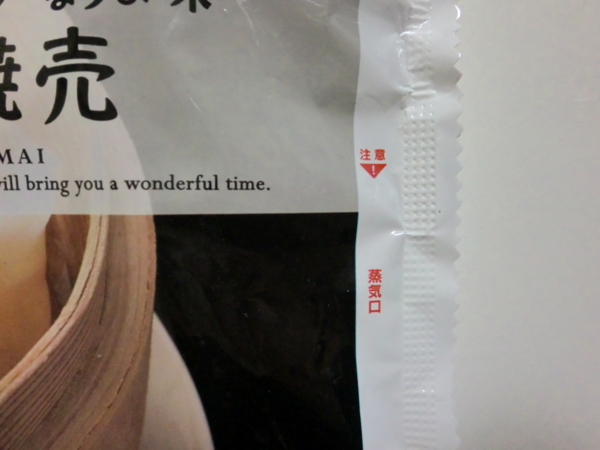 焼売
MAI
will bring you a wonderful time.
注意
!
蒸気口